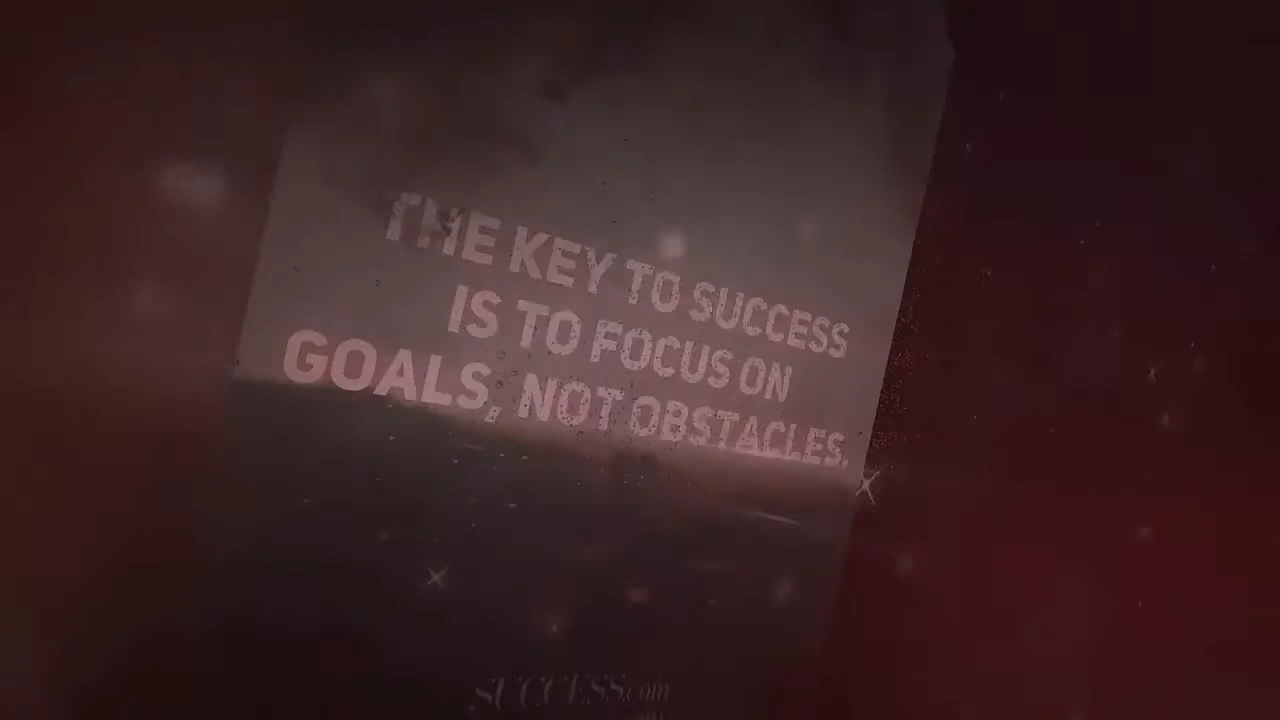 THE KEY TO SUCCESS
IS TO FOCUS ON
GOALS, NOT OBSTACLES.
SUCCESS.com